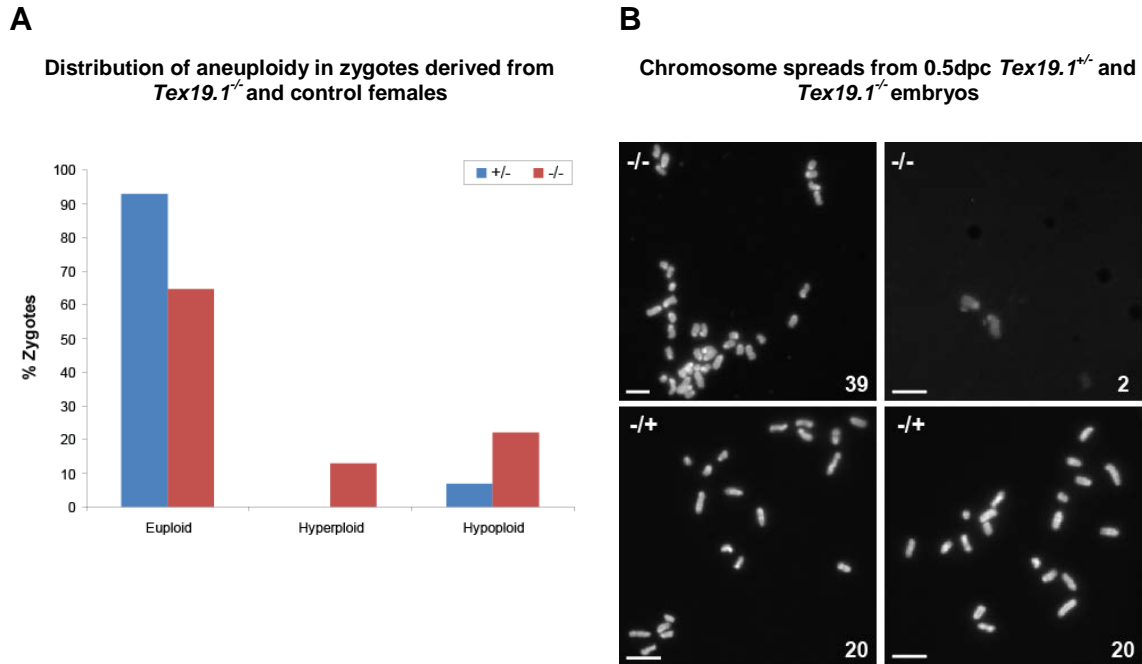 A
Distribution of aneuploidy in zygotes derived from
Tex19.1-/- and control females
100
90
80
70
60
50
40
30
20
10
0
% Zygotes
+/- -/-
Euploid Hyperploid Hypoploid
B
Chromosome spreads from 0.5dpc Tex19.1+/- and
Tex19.1-/- embryos
-/-
39
-/-
2
-/+
20
-/+
20